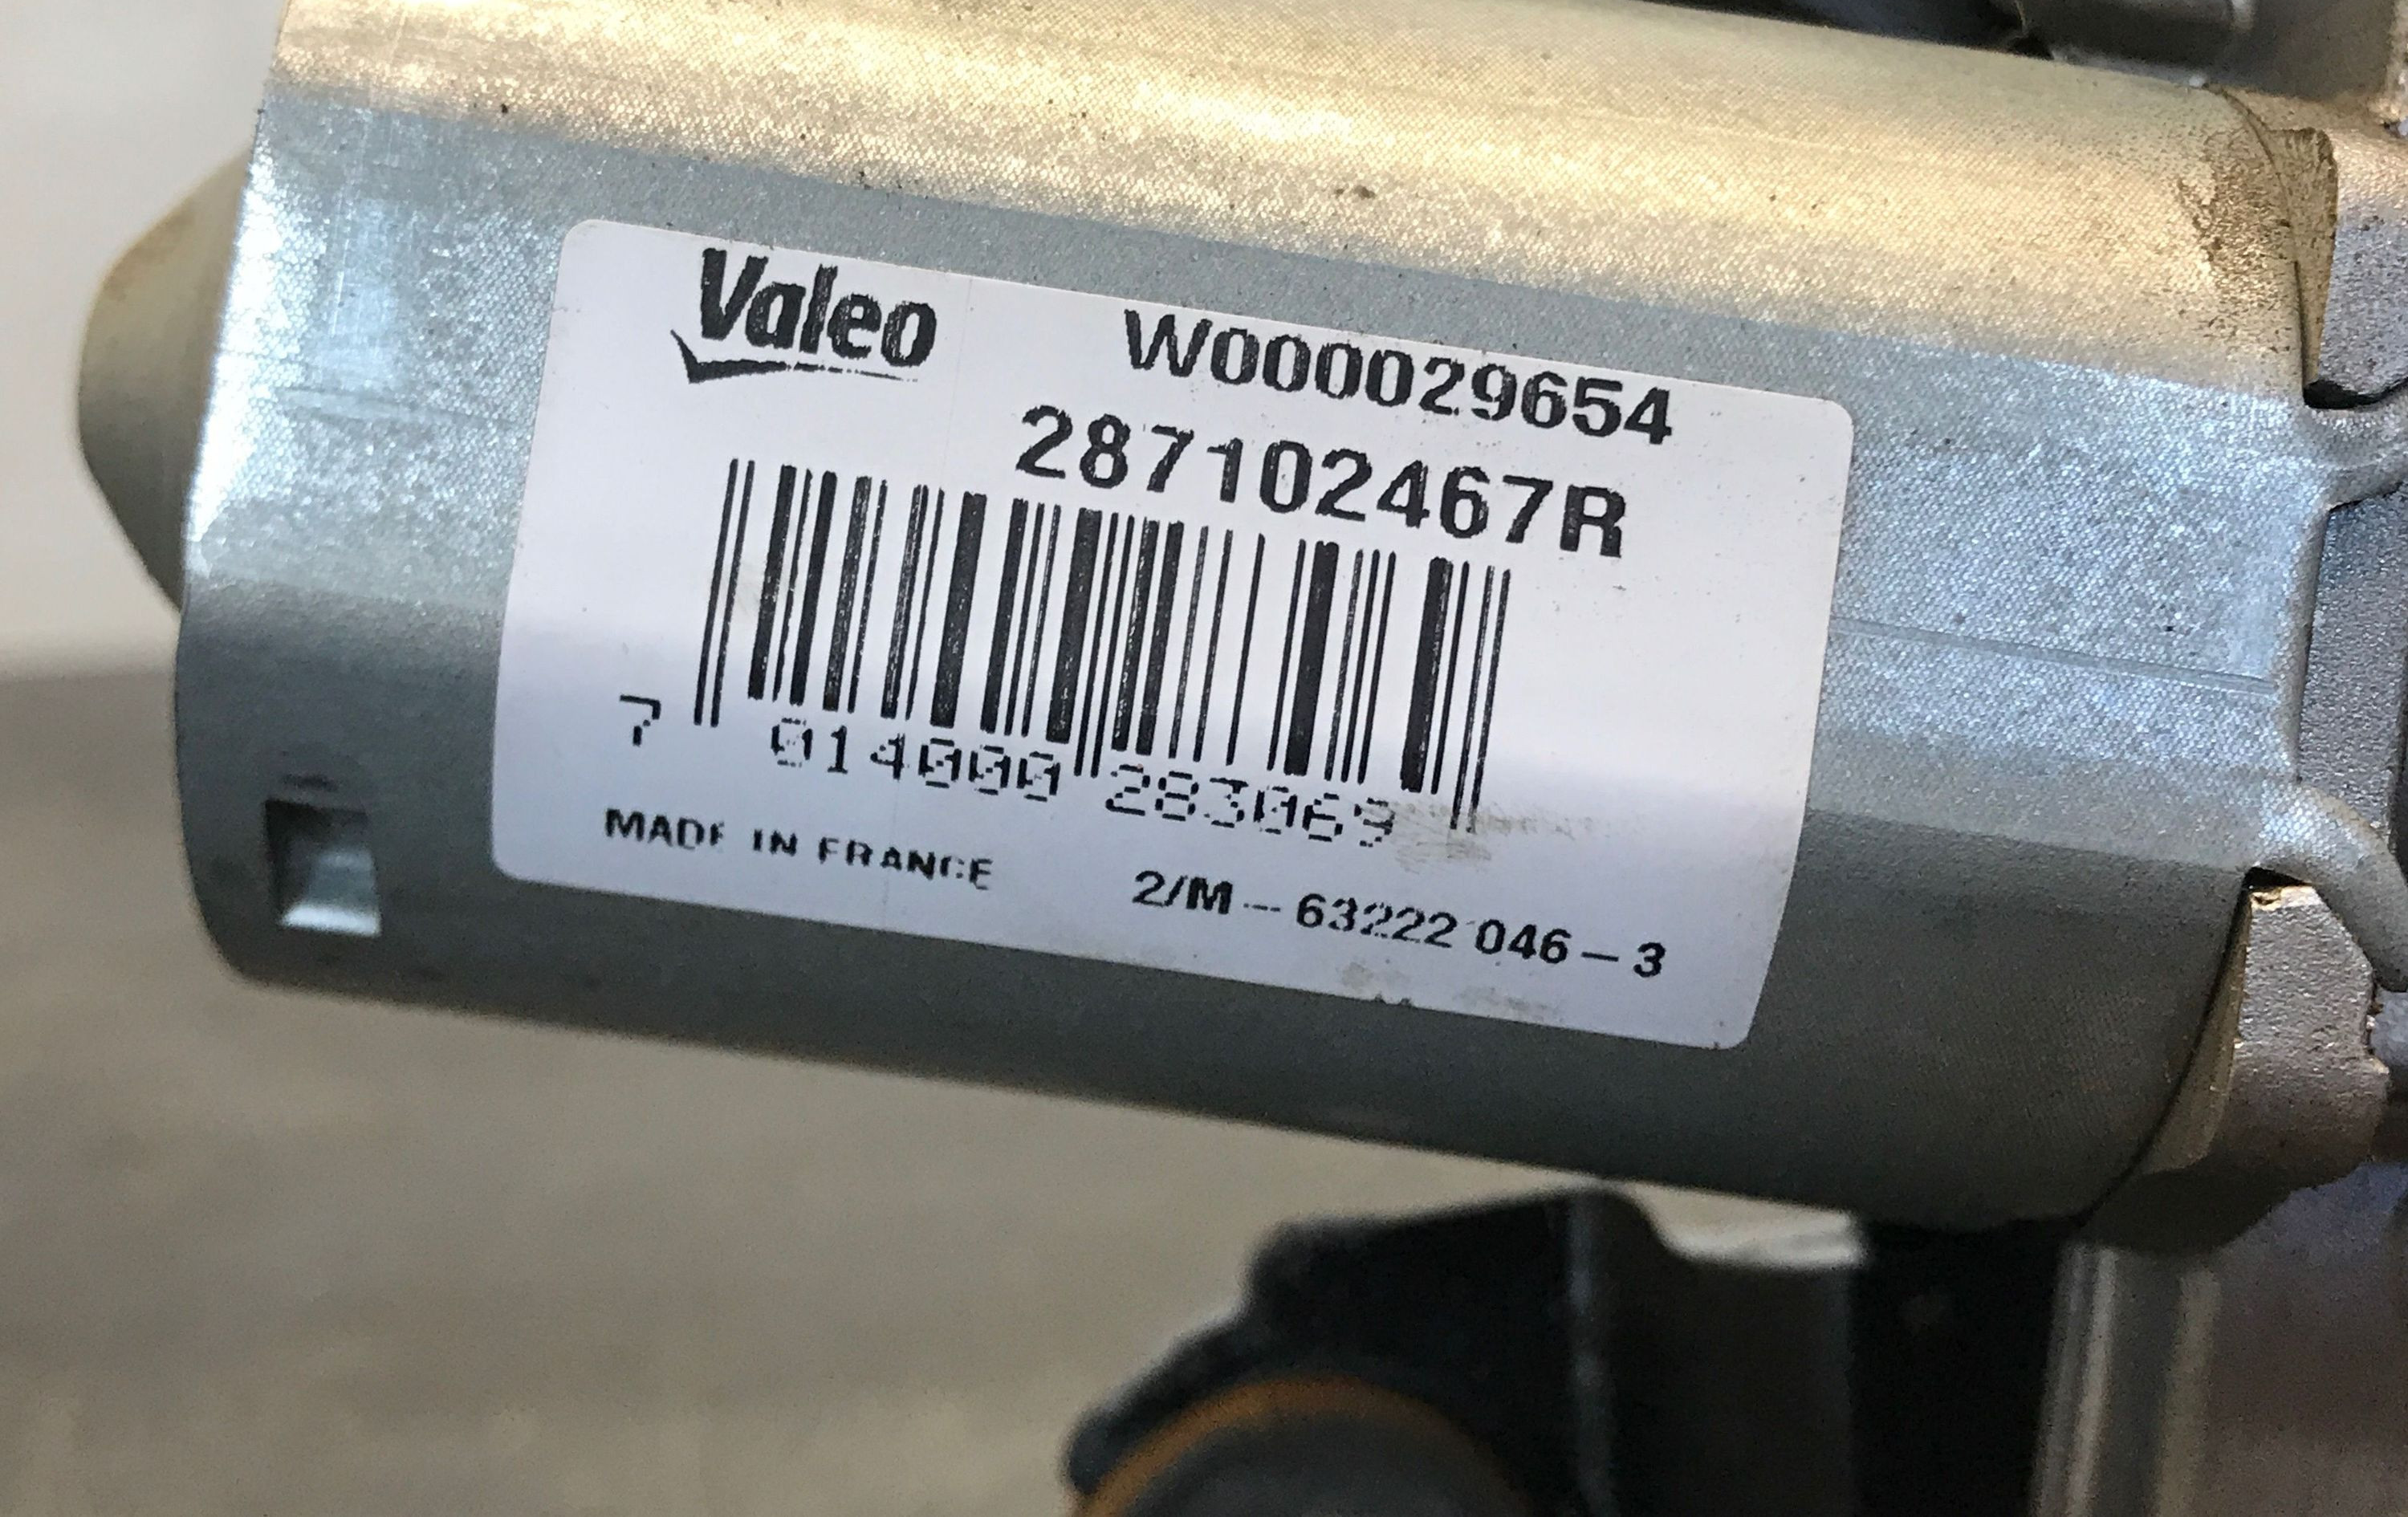 Valeo W000029654
287102467R
7 014000 283069
MADE IN FRANCE 2/M - 63222 046 - 3